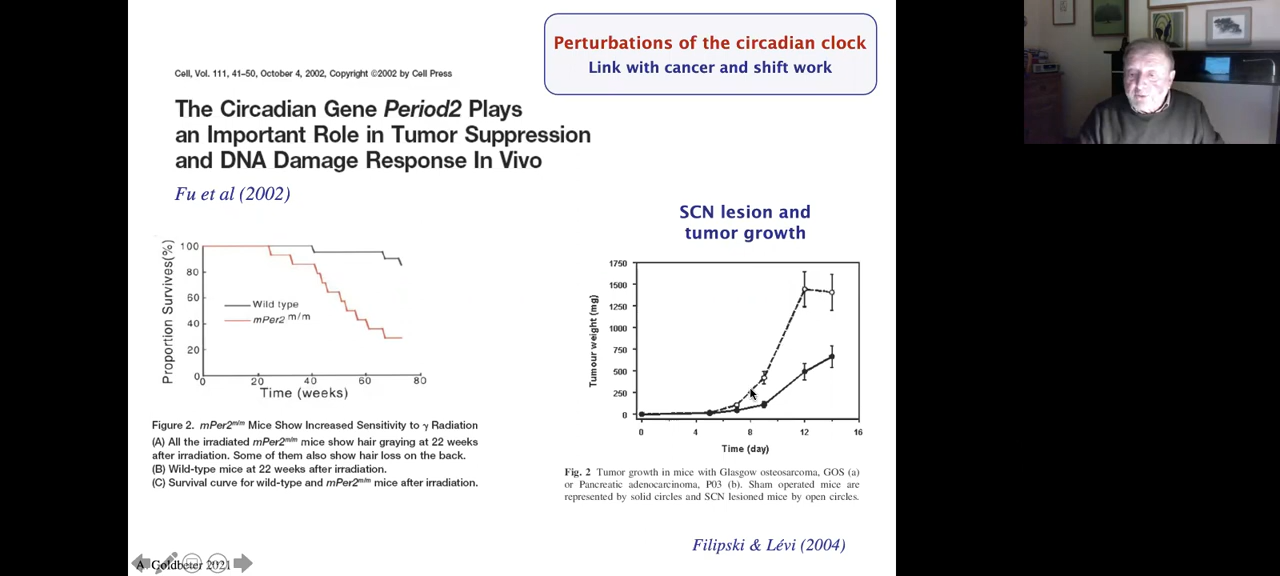 Perturbations of the circadian clock
Link with cancer and shift work
Cell, Vol. 111, 41–50, October 4, 2002, Copyright ©2002 by Cell Press
The Circadian Gene Period2 Plays
an Important Role in Tumor Suppression
and DNA Damage Response In Vivo
Fu et al (2002)
Proportion Survives(%)
100
80
60
40
20
0
Wild type
mPer2 m/m
0 20 40 60 80
Time (weeks)
Figure 2. mPer2m/m Mice Show Increased Sensitivity to γ Radiation
(A) All the irradiated mPer2m/m mice show hair graying at 22 weeks
after irradiation. Some of them also show hair loss on the back.
(B) Wild-type mice at 22 weeks after irradiation.
(C) Survival curve for wild-type and mPer2m/m mice after irradiation.
SCN lesion and
tumor growth
Tumour weight (mg)
1750
1500
1250
1000
750
500
250
0
0 4 8 12 16
Time (day)
Fig. 2 Tumor growth in mice with Glasgow osteosarcoma, GOS (a)
or Pancreatic adenocarcinoma, P03 (b). Sham operated mice are
represented by solid circles and SCN lesioned mice by open circles.
Filipski & Lévi (2004)
A Goldbeter 2021